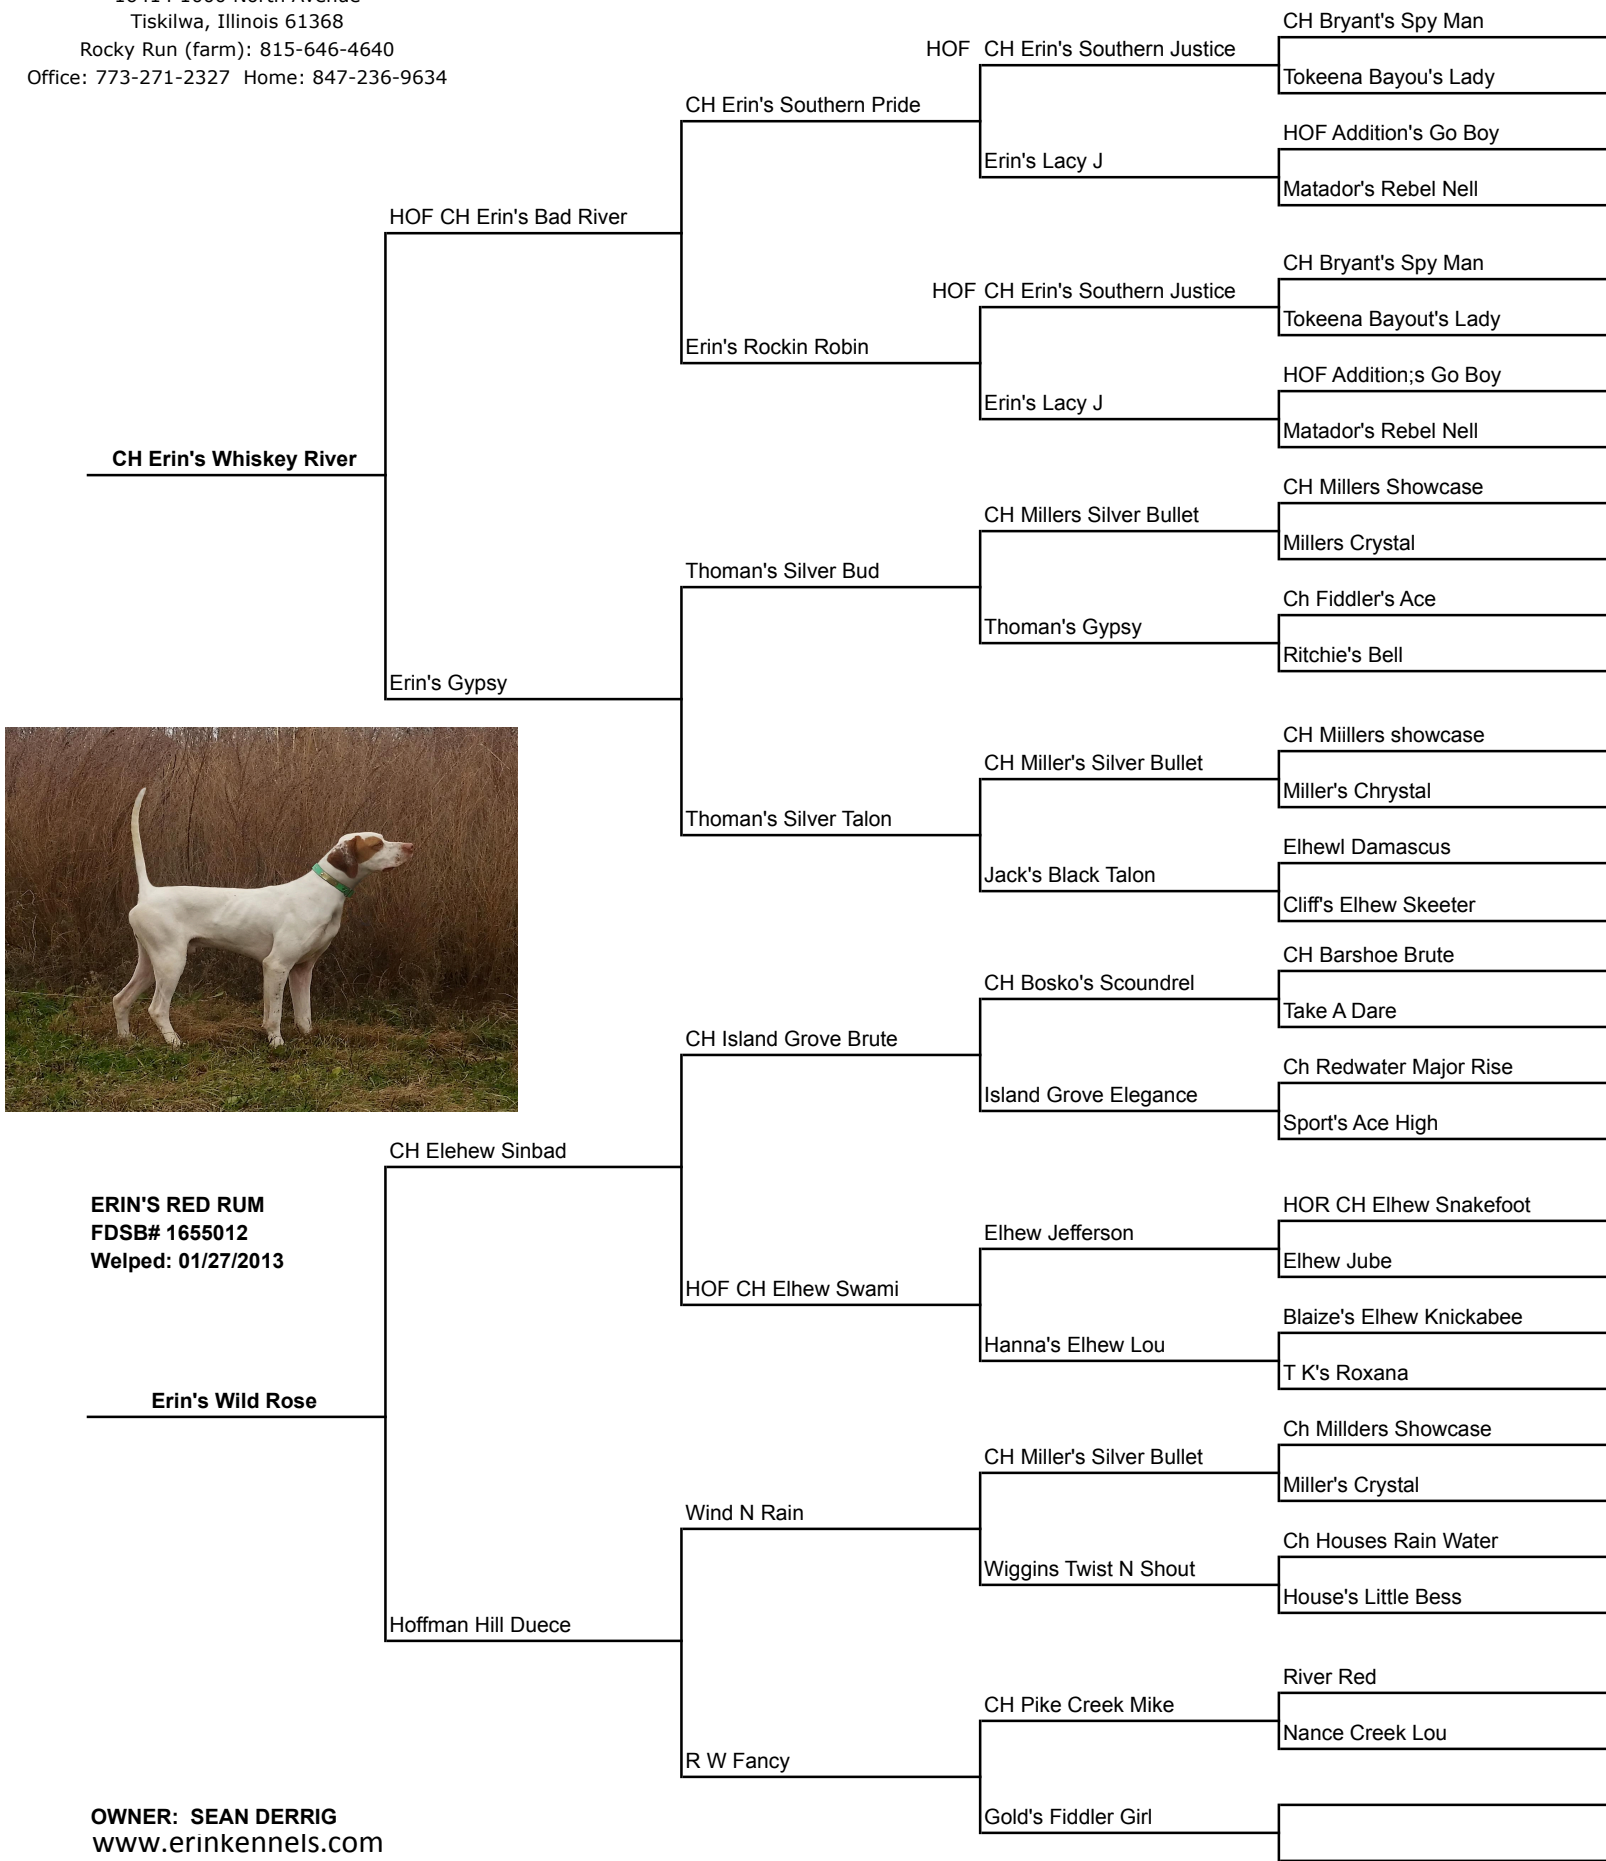 Tiskilwa, Illinois 61368
Rocky Run (farm): 815-646-4640
Office: 773-271-2327 Home: 847-236-9634
CH Bryant's Spy Man
HOF CH Erin's Southern Justice
Tokeena Bayou's Lady
CH Erin's Southern Pride
HOF Addition's Go Boy
Erin's Lacy J
Matador's Rebel Nell
HOF CH Erin's Bad River
CH Bryant's Spy Man
HOF CH Erin's Southern Justice
Tokeena Bayout's Lady
Erin's Rockin Robin
HOF Addition;s Go Boy
Erin's Lacy J
Matador's Rebel Nell
CH Erin's Whiskey River
CH Millers Showcase
CH Millers Silver Bullet
Millers Crystal
Thoman's Silver Bud
Ch Fiddler's Ace
Thoman's Gypsy
Ritchie's Bell
Erin's Gypsy
CH Miillers showcase
CH Miller's Silver Bullet
Miller's Chrystal
Thoman's Silver Talon
Elhewl Damascus
Jack's Black Talon
Cliff's Elhew Skeeter
CH Barshoe Brute
CH Bosko's Scoundrel
Take A Dare
CH Island Grove Brute
Ch Redwater Major Rise
Island Grove Elegance
Sport's Ace High
CH Elehew Sinbad
ERIN'S RED RUM
FDSB# 1655012
Welped: 01/27/2013
HOR CH Elhew Snakefoot
Elhew Jefferson
Elhew Jube
HOF CH Elhew Swami
Blaize's Elhew Knickabee
Hanna's Elhew Lou
T K's Roxana
Erin's Wild Rose
Ch Millders Showcase
CH Miller's Silver Bullet
Miller's Crystal
Wind N Rain
Ch Houses Rain Water
Wiggins Twist N Shout
House's Little Bess
Hoffman Hill Duece
River Red
CH Pike Creek Mike
Nance Creek Lou
R W Fancy
Gold's Fiddler Girl
OWNER: SEAN DERRIG
www.erinkennels.com